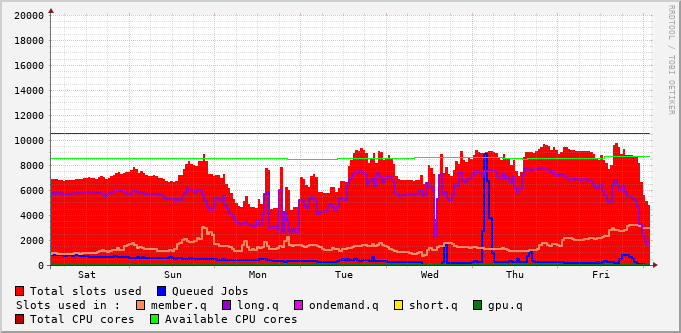 20000
18000
16000
14000
12000
10000
8000
6000
4000
2000
0
Sat Sun Mon Tue Wed Thu Fri
RRDTOOL / TOBI OETIKER
Total slots used Queued Jobs
Slots used in : member.q long.q ondemand.q short.q gpu.q
Total CPU cores Available CPU cores